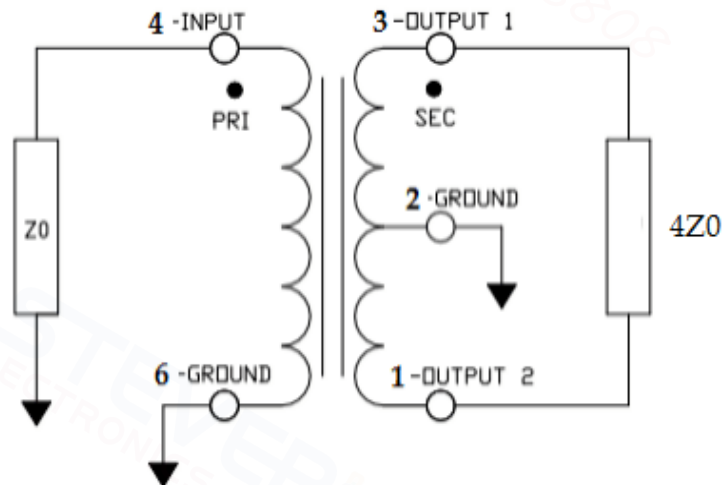 4 -INPUT
3-OUTPUT 1
PRI
SEC
2 -GROUND
Z0
4Z0
6 -GROUND
1-OUTPUT 2